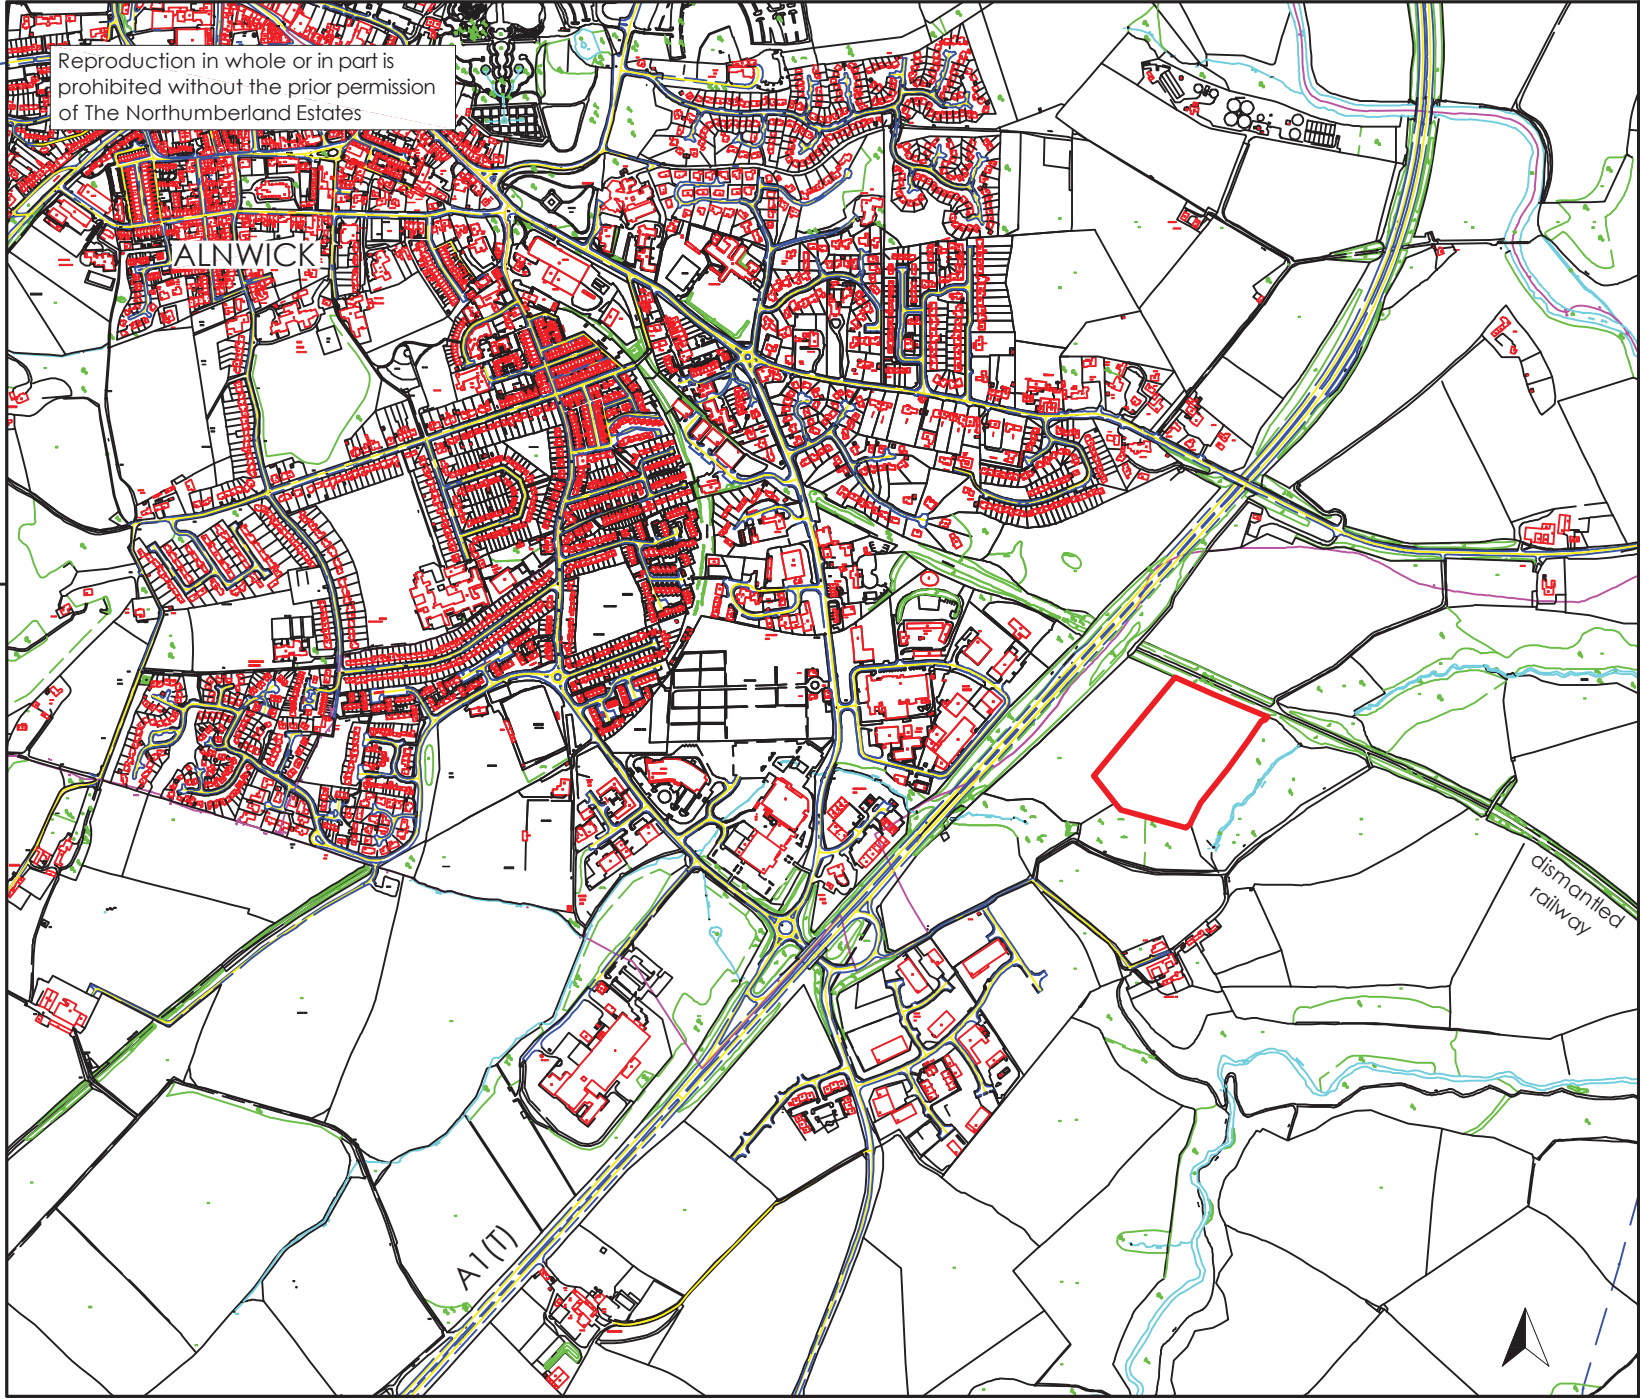 Reproduction in whole or in part is
prohibited without the prior permission
of The Northumberland Estates
ALNWICK
dismantled
railway
A1(T)